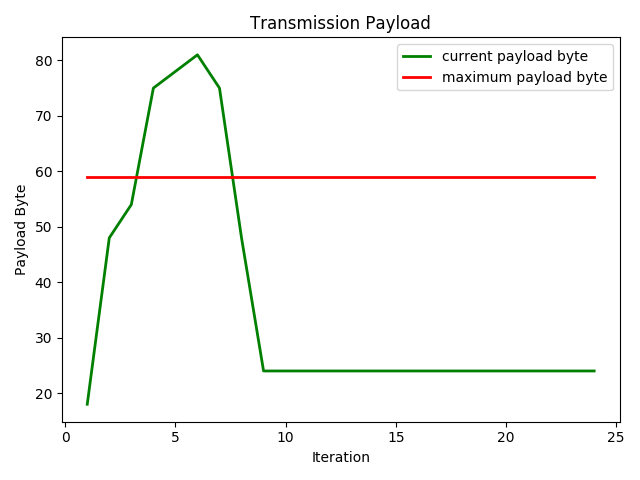 Transmission Payload
current payload byte
maximum payload byte
80
70
60
50
40
30
20
Payload Byte
0
5
10
15
20
25
Iteration